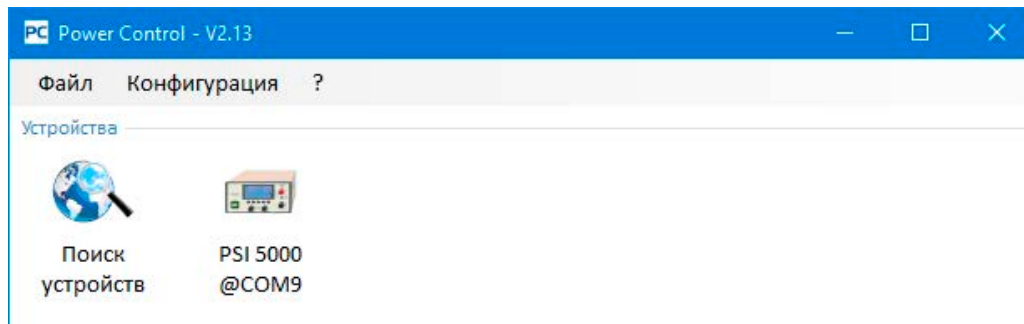 PC Power Control - V2.13
Файл Конфигурация ?
Устройства
Поиск
устройств
PSI 5000
@COM9